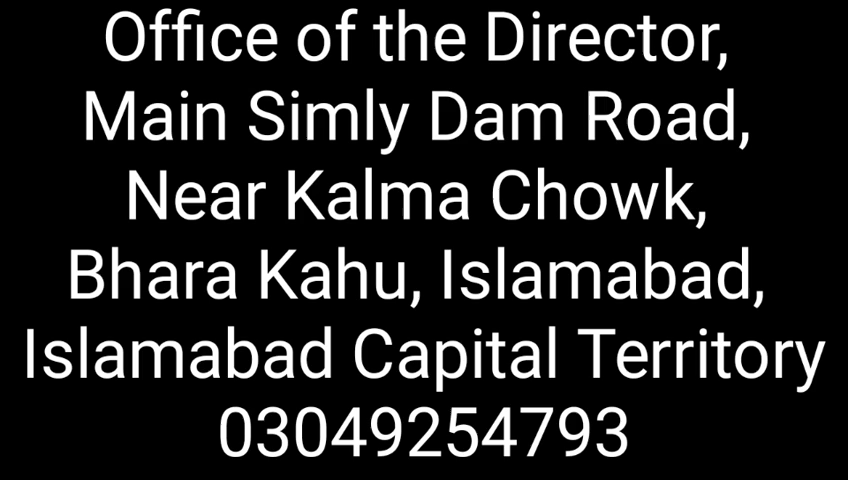 Office of the Director,
Main Simly Dam Road,
Near Kalma Chowk,
Bhara Kahu, Islamabad,
Islamabad Capital Territory
03049254793